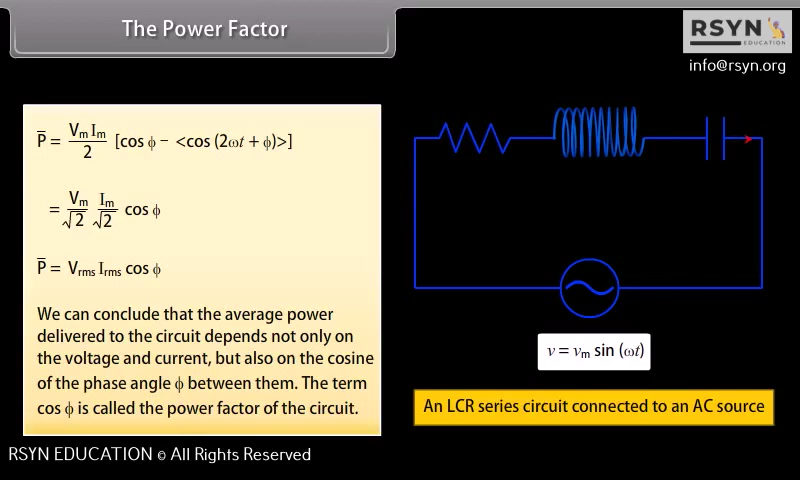 The Power Factor
RSYN
EDUCATION
info@rsyn.org
P̅ = Vₘ Iₘ / 2 [cos ϕ − <cos (2ωt + ϕ)>]
= Vₘ/√2 Iₘ/√2 cos ϕ
P̅ = Vrms Irms cos ϕ
We can conclude that the average power
delivered to the circuit depends not only on
the voltage and current, but also on the cosine
of the phase angle ϕ between them. The term
cos ϕ is called the power factor of the circuit.
v = vₘ sin (ωt)
An LCR series circuit connected to an AC source
RSYN EDUCATION © All Rights Reserved